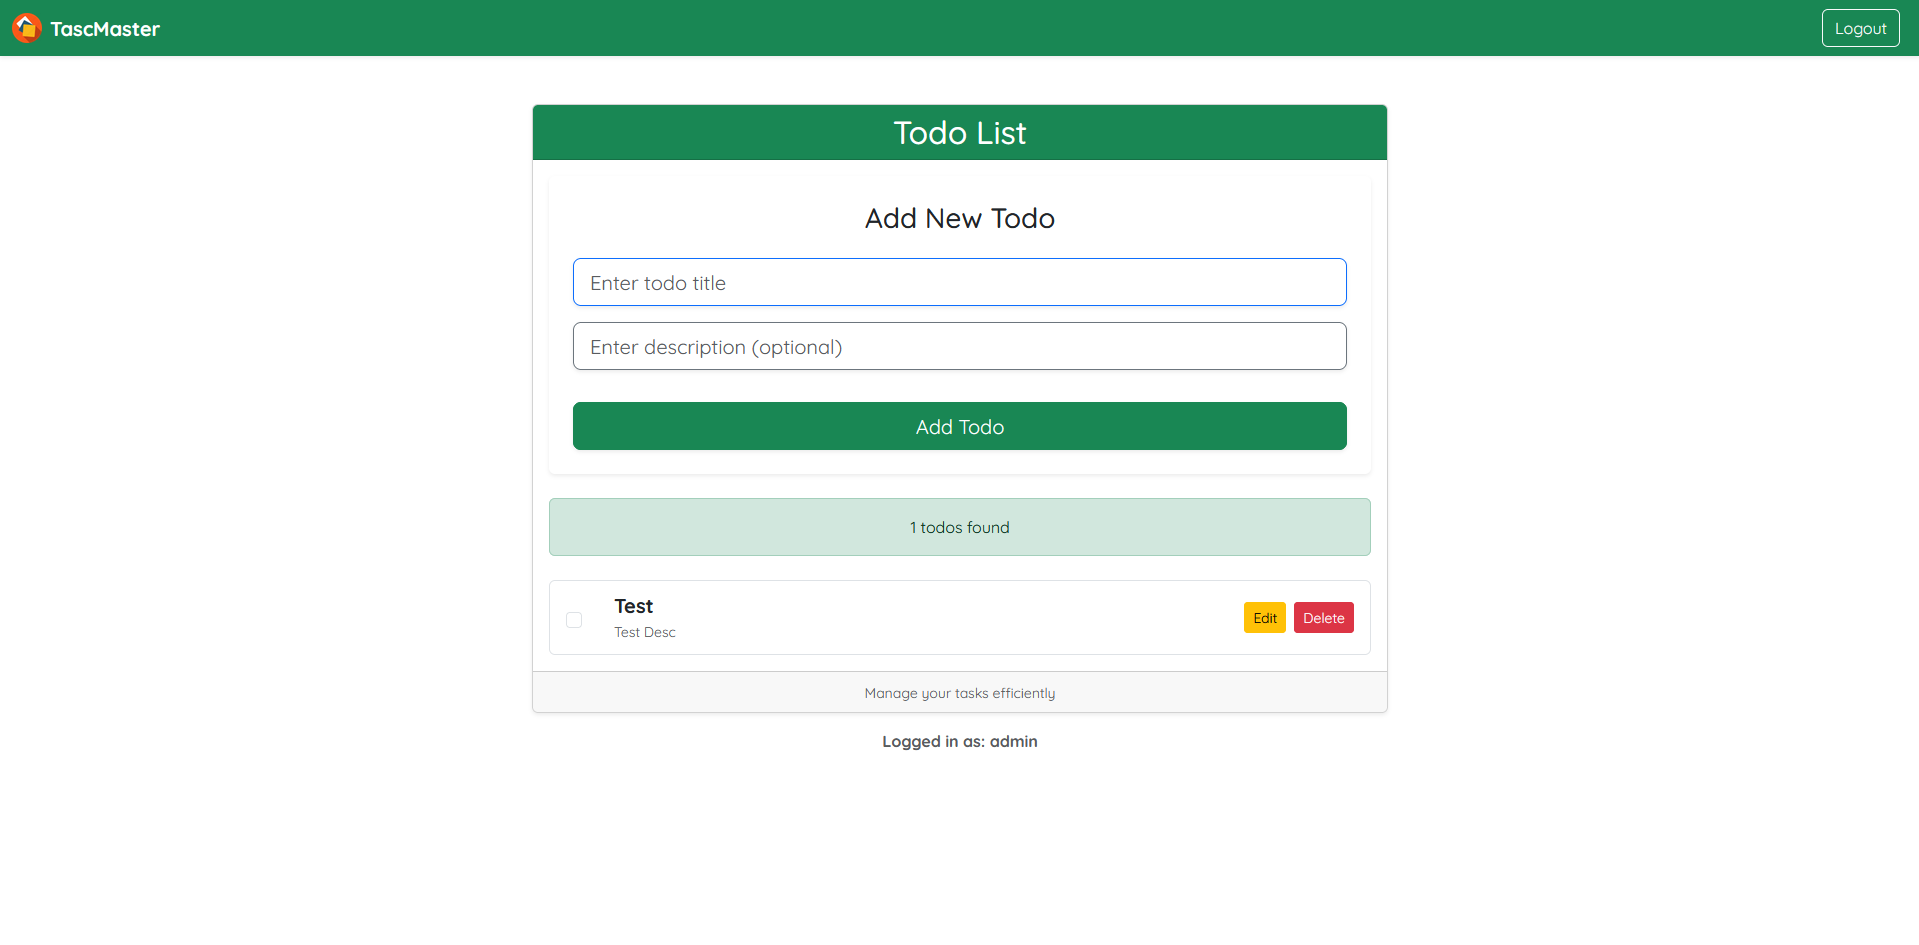 TascMaster
Logout
Todo List
Add New Todo
Enter todo title
Enter description (optional)
Add Todo
1 todos found
Test
Test Desc
Edit
Delete
Manage your tasks efficiently
Logged in as: admin